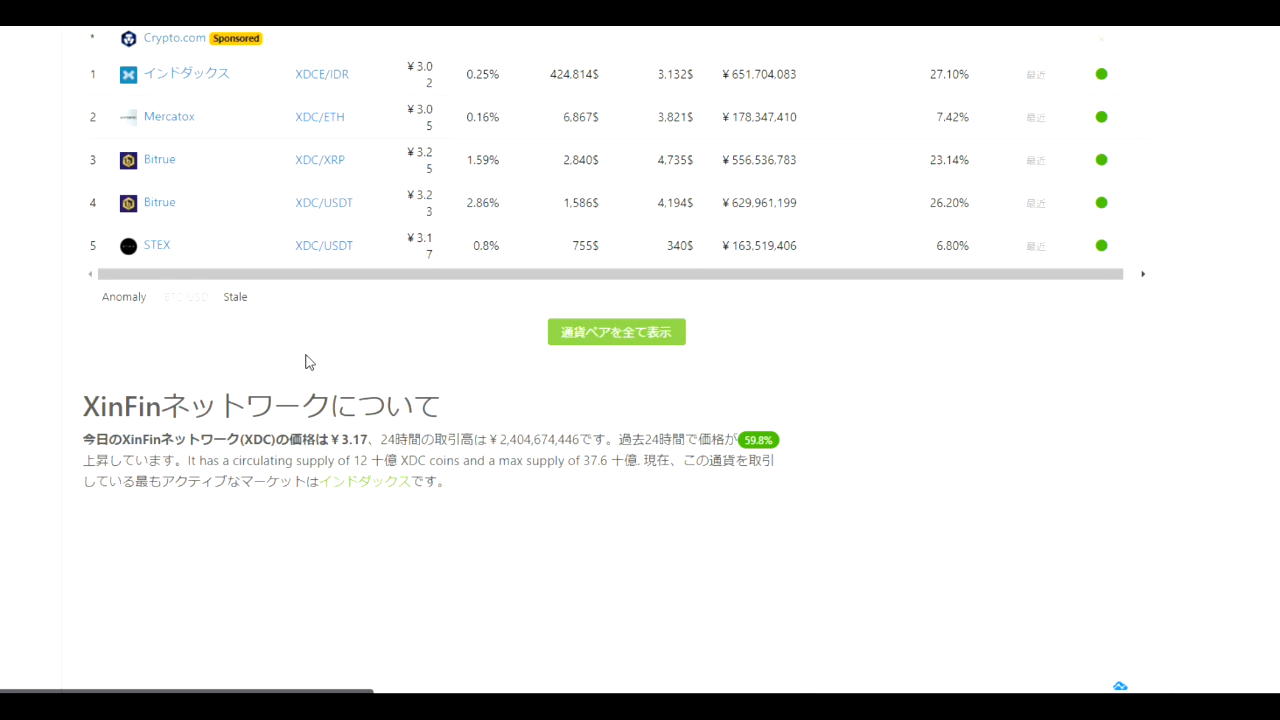 * Crypto.com Sponsored
1 インドダックス XDCE/IDR ¥3.02 0.25% 424.814$ 3.132$ ¥651.704.083 27.10% 最近
2 Mercatox XDC/ETH ¥3.05 0.16% 6.867$ 3,821$ ¥178,347,410 7.42% 最近
3 Bitrue XDC/XRP ¥3.25 1.59% 2.840$ 4,735$ ¥556,536,783 23.14% 最近
4 Bitrue XDC/USDT ¥3.23 2.86% 1,586$ 4,194$ ¥629,961,199 26.20% 最近
5 STEX XDC/USDT ¥3.17 0.8% 755$ 340$ ¥163,519,406 6.80% 最近
Anomaly BTC/USD Stale
通貨ペアを全て表示
XinFinネットワークについて
今日のXinFinネットワーク(XDC)の価格は¥3.17、24時間の取引高は¥2,404,674,446です。過去24時間で価格が59.8%
上昇しています。It has a circulating supply of 12 十億 XDC coins and a max supply of 37.6 十億. 現在、この通貨を取引
している最もアクティブなマーケットはインドダックスです。